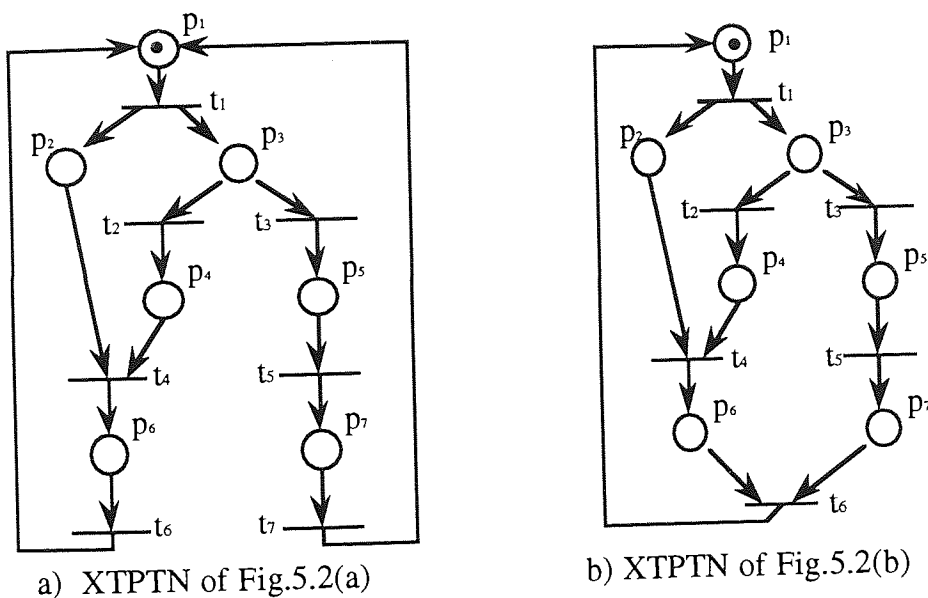 p₁
t₁
p₂
p₃
t₂
t₃
p₄
p₅
t₄
t₅
p₆
p₇
t₆
t₇
a) XTPTN of Fig.5.2(a)
p₁
t₁
p₂
p₃
t₂
t₃
p₄
p₅
t₄
t₅
p₆
p₇
t₆
b) XTPTN of Fig.5.2(b)